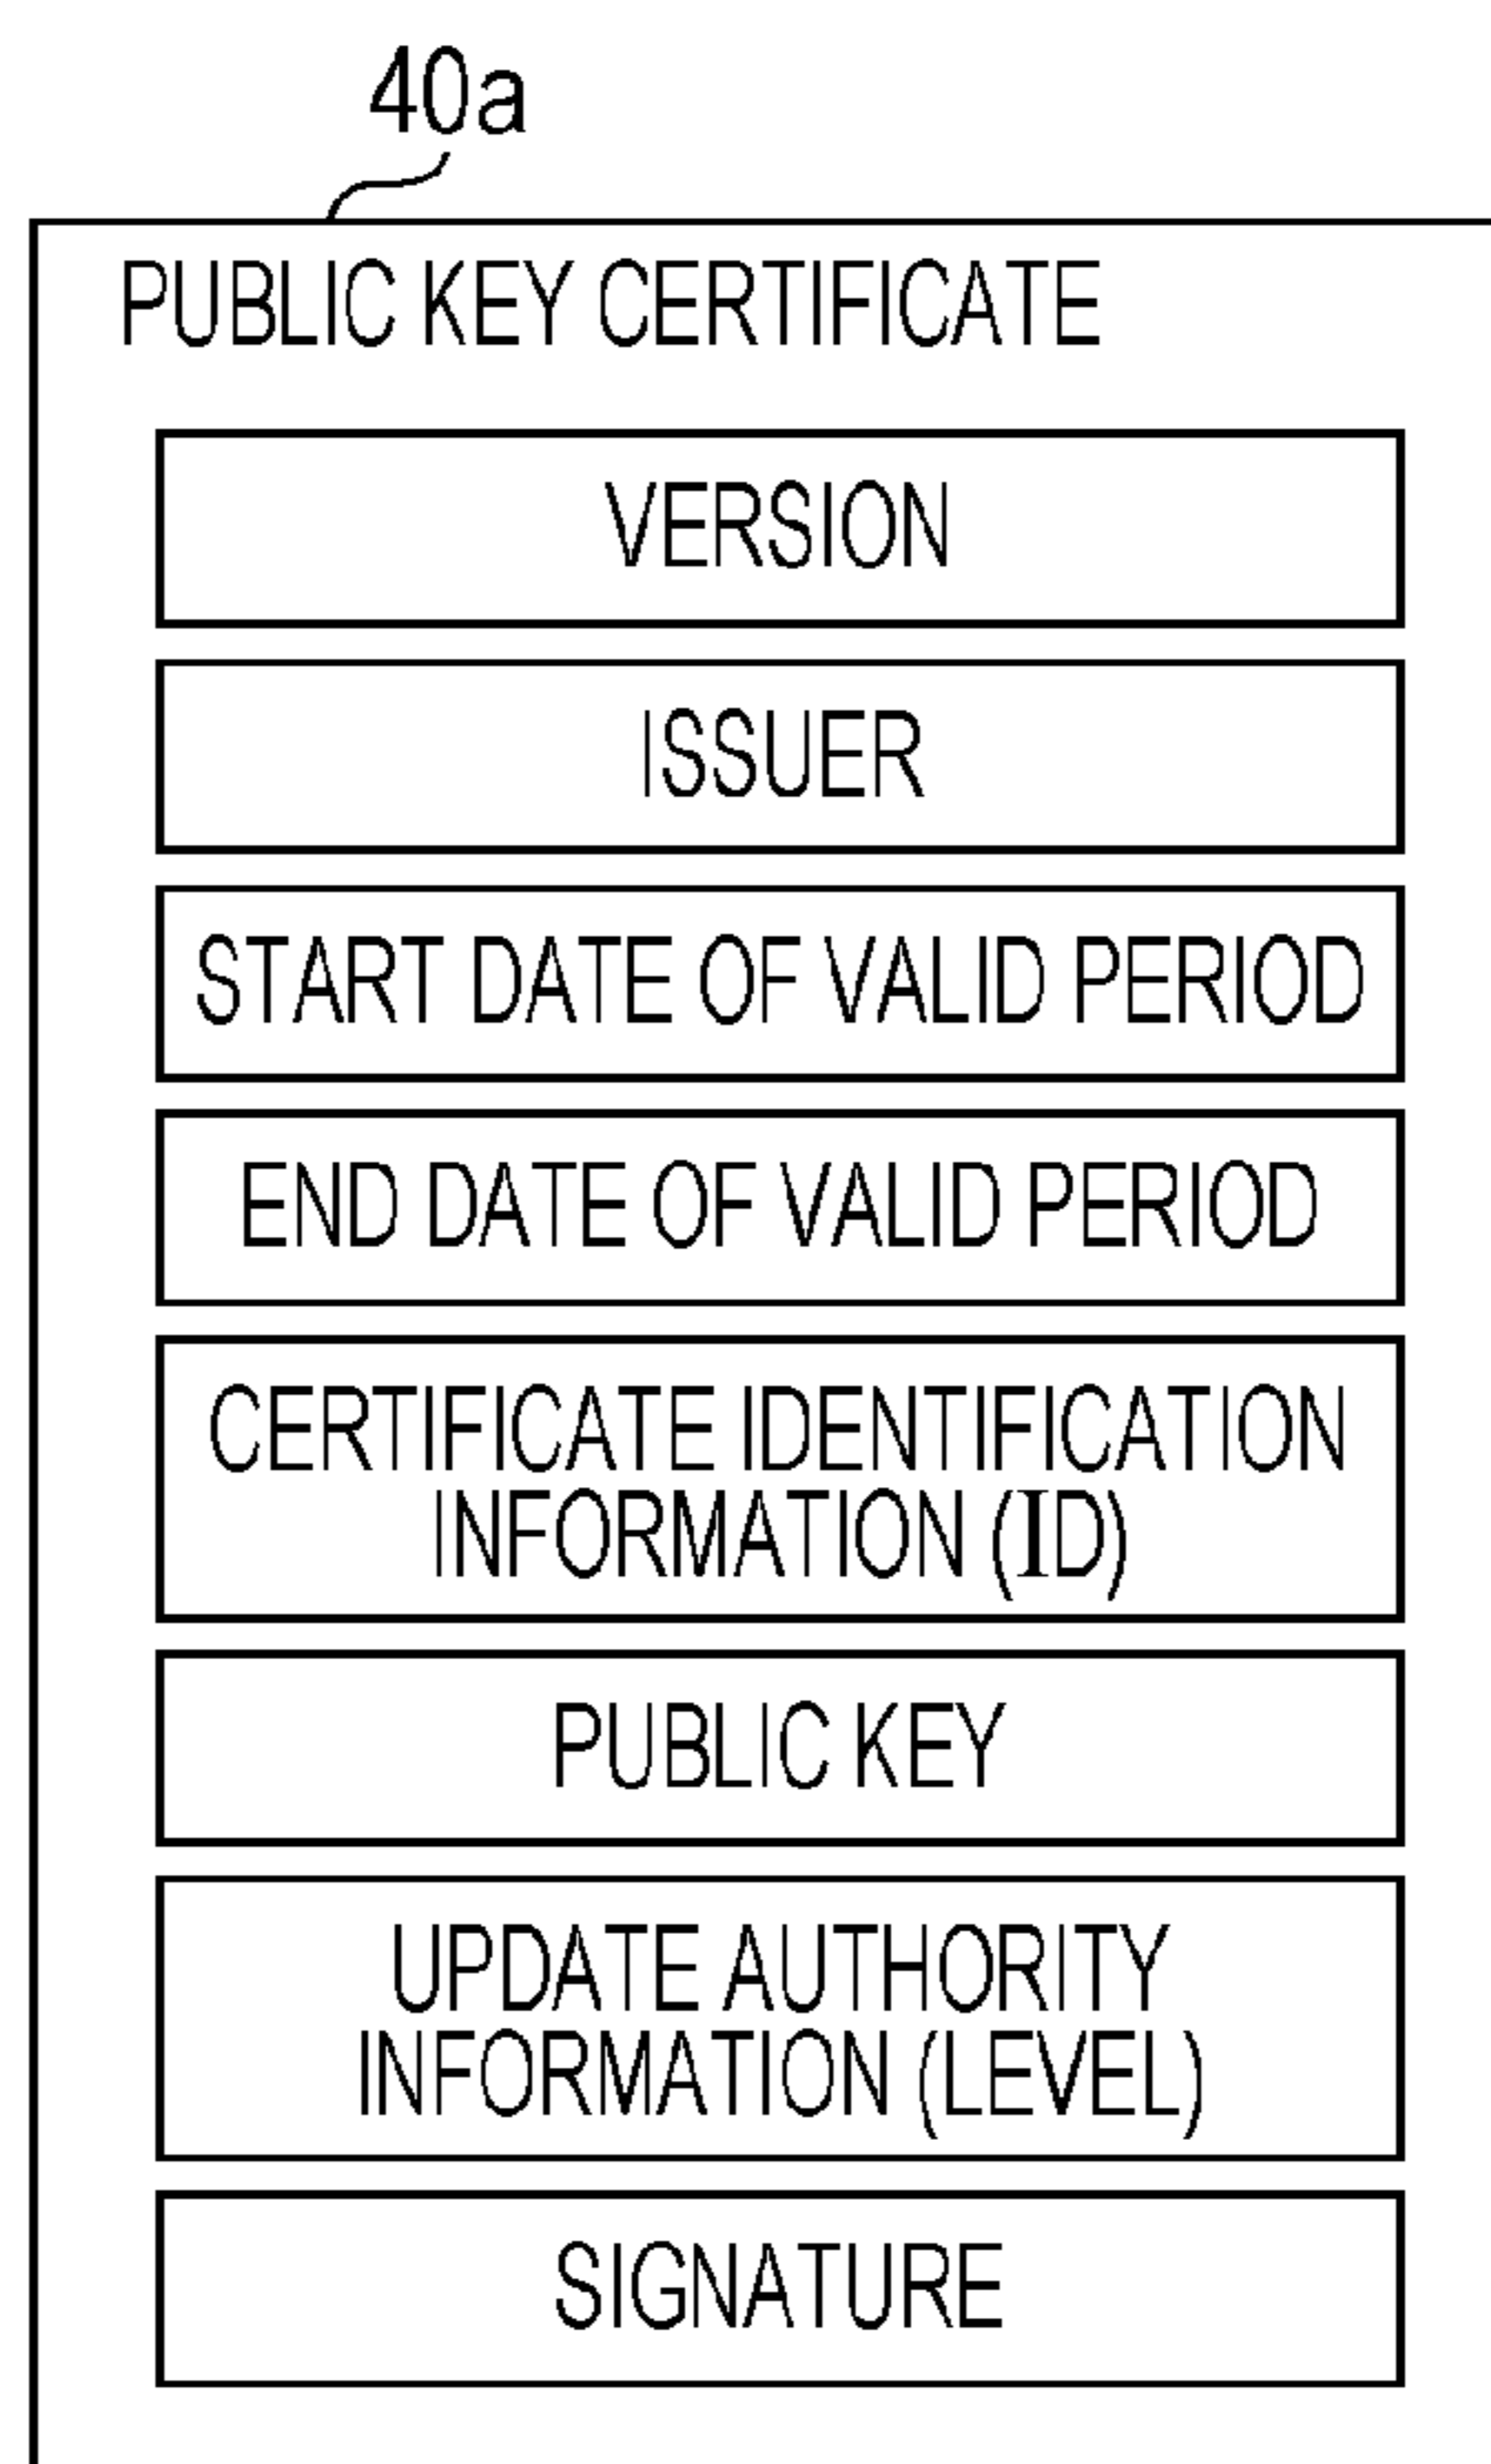 40a
PUBLIC KEY CERTIFICATE
VERSION
ISSUER
START DATE OF VALID PERIOD
END DATE OF VALID PERIOD
CERTIFICATE IDENTIFICATION
INFORMATION (ID)
PUBLIC KEY
UPDATE AUTHORITY
INFORMATION (LEVEL)
SIGNATURE